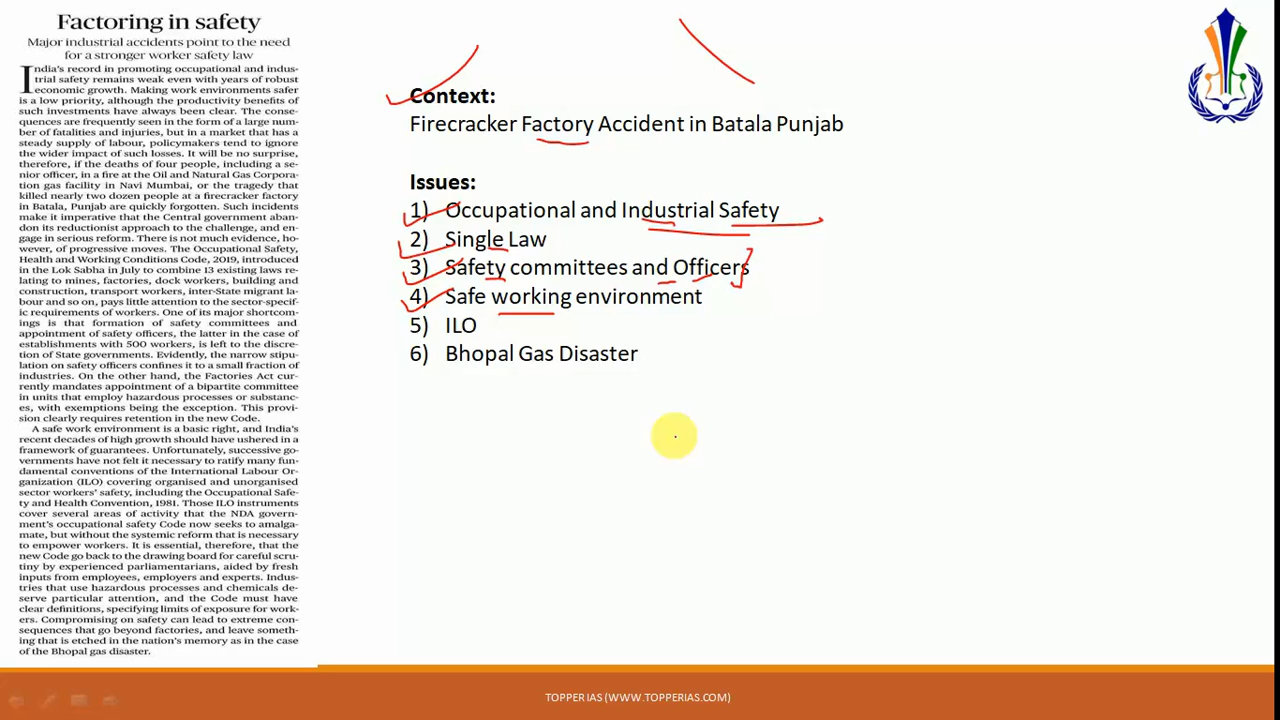 Factoring in safety
Major industrial accidents point to the need
for a stronger worker safety law
India's record in promoting occupational and indus-
trial safety remains weak even with years of robust
economic growth. Making work environments safer
is a low priority, although the productivity benefits of
such investments have always been clear. The conse-
quences are frequently seen in the form of a large num-
ber of fatalities and injuries, but in a market that has a
steady supply of labour, policymakers tend to ignore
the wider impact of such losses. It will be no surprise,
therefore, if the deaths of four people, including a se-
nior officer, in a fire at the Oil and Natural Gas Corpora-
tion gas facility in Navi Mumbai, or the tragedy that
killed nearly two dozen people at a firecracker factory
in Batala, Punjab are quickly forgotten. Such incidents
make it imperative that the Central government aban-
don its reductionist approach to the challenge, and en-
gage in serious reform. There is not much evidence, ho-
wever, of progressive moves. The Occupational Safety,
Health and Working Conditions Code, 2019, introduced
in the Lok Sabha in July to combine 13 existing laws re-
lating to mines, factories, dock workers, building and
construction, transport workers, inter-State migrant la-
bour and so on, pays little attention to the sector-specif-
ic requirements of workers. One of its major shortcom-
ings is that formation of safety committees and
appointment of safety officers, the latter in the case of
establishments with 500 workers, is left to the discre-
tion of State governments. Evidently, the narrow stipu-
lation on safety officers confines it to a small fraction of
industries. On the other hand, the Factories Act cur-
rently mandates appointment of a bipartite committee
in units that employ hazardous processes or substanc-
es, with exemptions being the exception. This provi-
sion clearly requires retention in the new Code.
A safe work environment is a basic right, and India's
recent decades of high growth should have ushered in a
framework of guarantees. Unfortunately, successive go-
vernments have not felt it necessary to ratify many fun-
damental conventions of the International Labour Or-
ganization (ILO) covering organised and unorganised
sector workers' safety, including the Occupational Safe-
ty and Health Convention, 1981. Those ILO instruments
cover several areas of activity that the NDA govern-
ment's occupational safety Code now seeks to amalga-
mate, but without the systemic reform that is necessary
to empower workers. It is essential, therefore, that the
new Code go back to the drawing board for careful scru-
tiny by experienced parliamentarians, aided by fresh
inputs from employees, employers and experts. Indus-
tries that use hazardous processes and chemicals de-
serve particular attention, and the Code must have
clear definitions, specifying limits of exposure for work-
ers. Compromising on safety can lead to extreme con-
sequences that go beyond factories, and leave someth-
ing that is etched in the nation's memory as in the case
of the Bhopal gas disaster.
Context:
Firecracker Factory Accident in Batala Punjab
Issues:
1) Occupational and Industrial Safety
2) Single Law
3) Safety committees and Officers
4) Safe working environment
5) ILO
6) Bhopal Gas Disaster
TOPPER IAS (WWW.TOPPERIAS.COM)